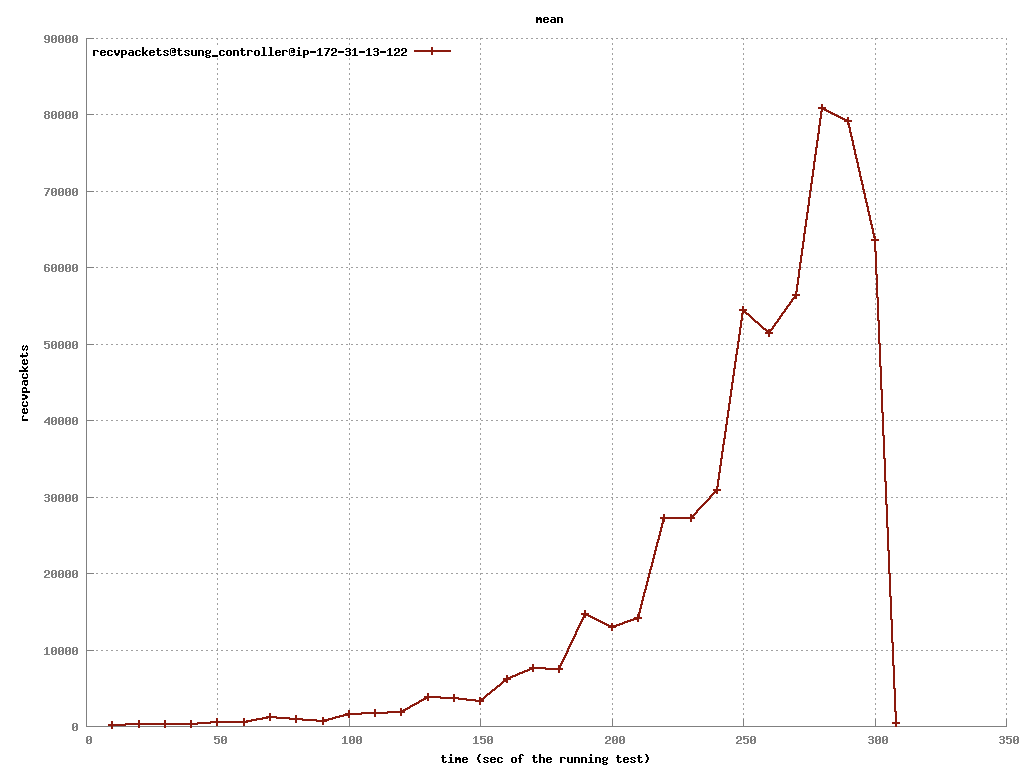 mean
90000
recvpackets@tsung_controller@ip-172-31-13-122
80000
70000
60000
50000
recvpackets
40000
30000
20000
10000
0
0 50 100 150 200 250 300 350
time (sec of the running test)